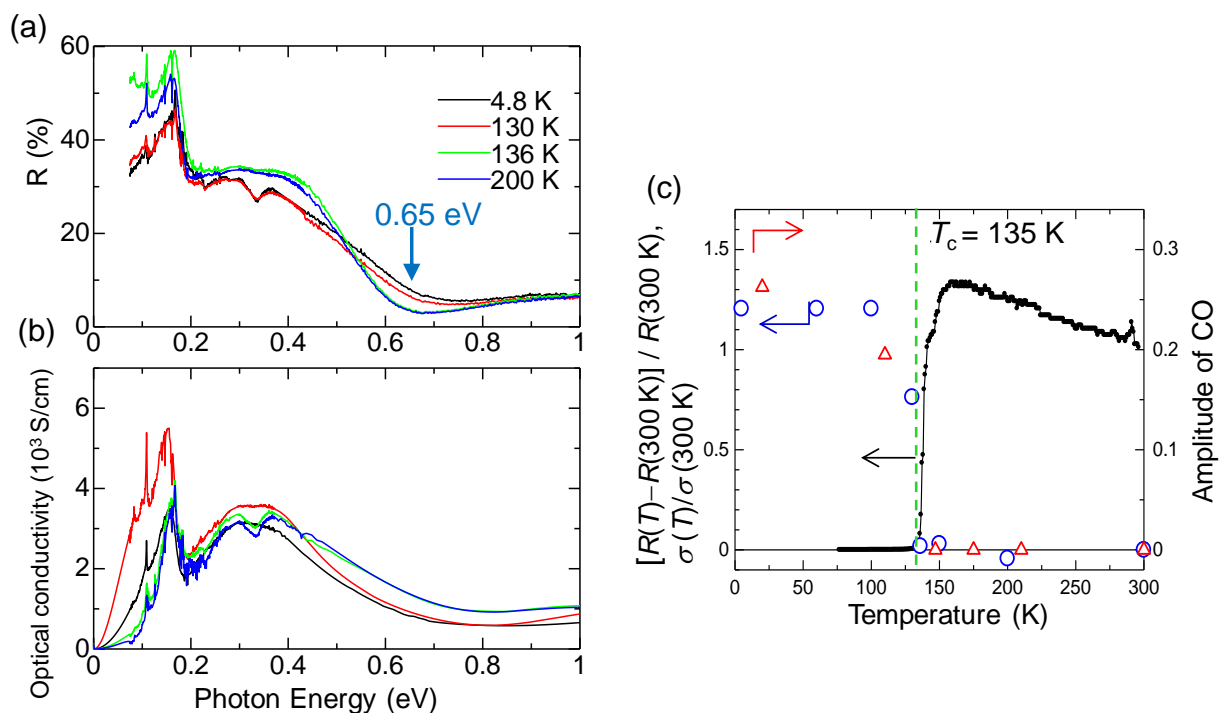 (a)
60
40
20
0
R (%)
4.8 K
130 K
136 K
200 K
0.65 eV
0 0.2 0.4 0.6 0.8 1
(b)
6
4
2
0
Optical conductivity (10³ S/cm)
0 0.2 0.4 0.6 0.8 1
Photon Energy (eV)
(c)
Tc = 135 K
1.5
1
0.5
0
[R(T)−R(300 K)] / R(300 K),
σ(T)/σ(300 K)
0.3
0.2
0.1
0
Amplitude of CO
0 50 100 150 200 250 300
Temperature (K)